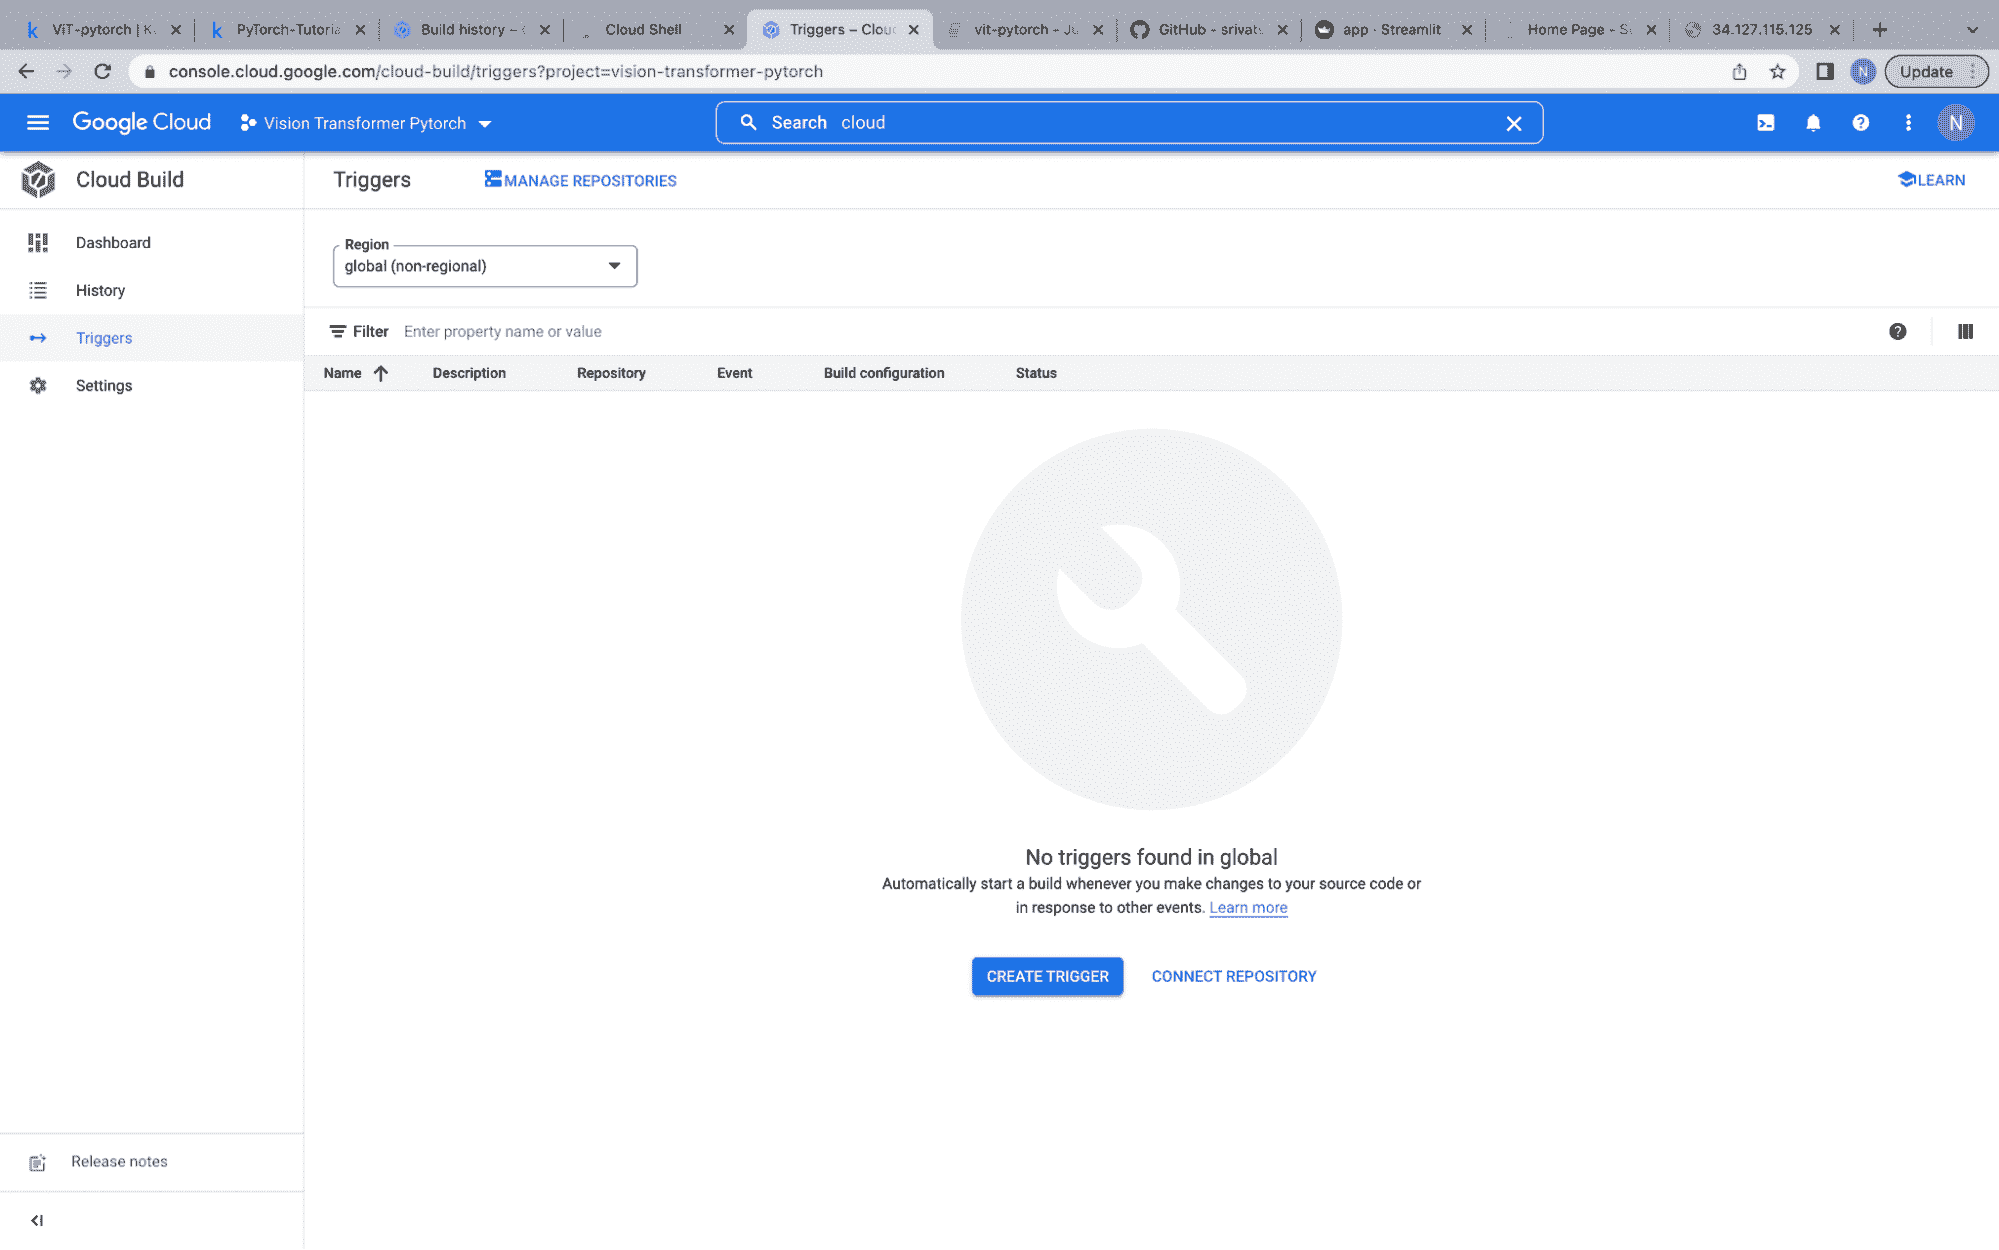 ViT-pytorch | K
PyTorch-Tutoria
Build history –
Cloud Shell
Triggers – Clou
vit-pytorch - Ju
GitHub - srivat
app · Streamlit
Home Page - S
34.127.115.125
console.cloud.google.com/cloud-build/triggers?project=vision-transformer-pytorch
N
Update
Google Cloud
Vision Transformer Pytorch
Search cloud
N
Cloud Build
Triggers
MANAGE REPOSITORIES
LEARN
Dashboard
History
Triggers
Settings
Region
global (non-regional)
Filter Enter property name or value
Name Description Repository Event Build configuration Status
No triggers found in global
Automatically start a build whenever you make changes to your source code or
in response to other events. Learn more
CREATE TRIGGER
CONNECT REPOSITORY
Release notes